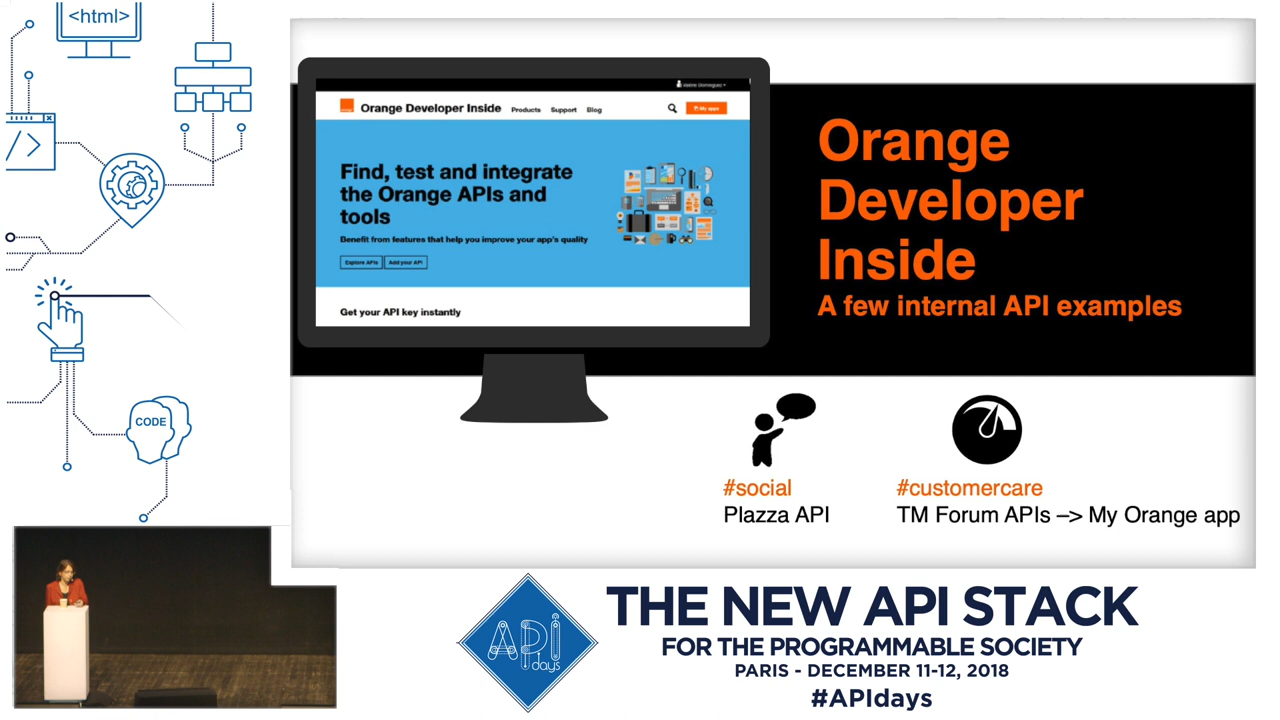 <html>
</>
CODE
Orange Developer Inside
Products
Support
Blog
My apps
Find, test and integrate
the Orange APIs and
tools
Benefit from features that help you improve your app's quality
Explore APIs
Add your API
Get your API key instantly
Orange
Developer
Inside
A few internal API examples
#social
Plazza API
#customercare
TM Forum APIs –> My Orange app
API
days
THE NEW API STACK
FOR THE PROGRAMMABLE SOCIETY
PARIS - DECEMBER 11-12, 2018
#APIdays